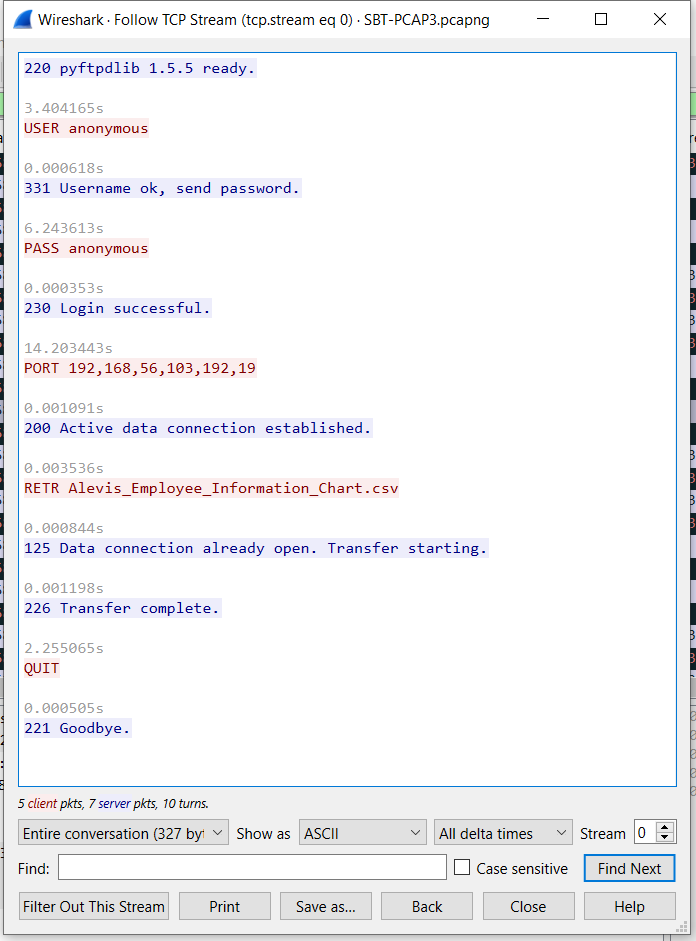 Wireshark · Follow TCP Stream (tcp.stream eq 0) · SBT-PCAP3.pcapng
220 pyftpdlib 1.5.5 ready.
3.404165s
USER anonymous
0.000618s
331 Username ok, send password.
6.243613s
PASS anonymous
0.000353s
230 Login successful.
14.203443s
PORT 192,168,56,103,192,19
0.001091s
200 Active data connection established.
0.003536s
RETR Alevis_Employee_Information_Chart.csv
0.000844s
125 Data connection already open. Transfer starting.
0.001198s
226 Transfer complete.
2.255065s
QUIT
0.000505s
221 Goodbye.
5 client pkts, 7 server pkts, 10 turns.
Entire conversation (327 byt Show as ASCII All delta times Stream 0
Find: Case sensitive Find Next
Filter Out This Stream Print Save as... Back Close Help